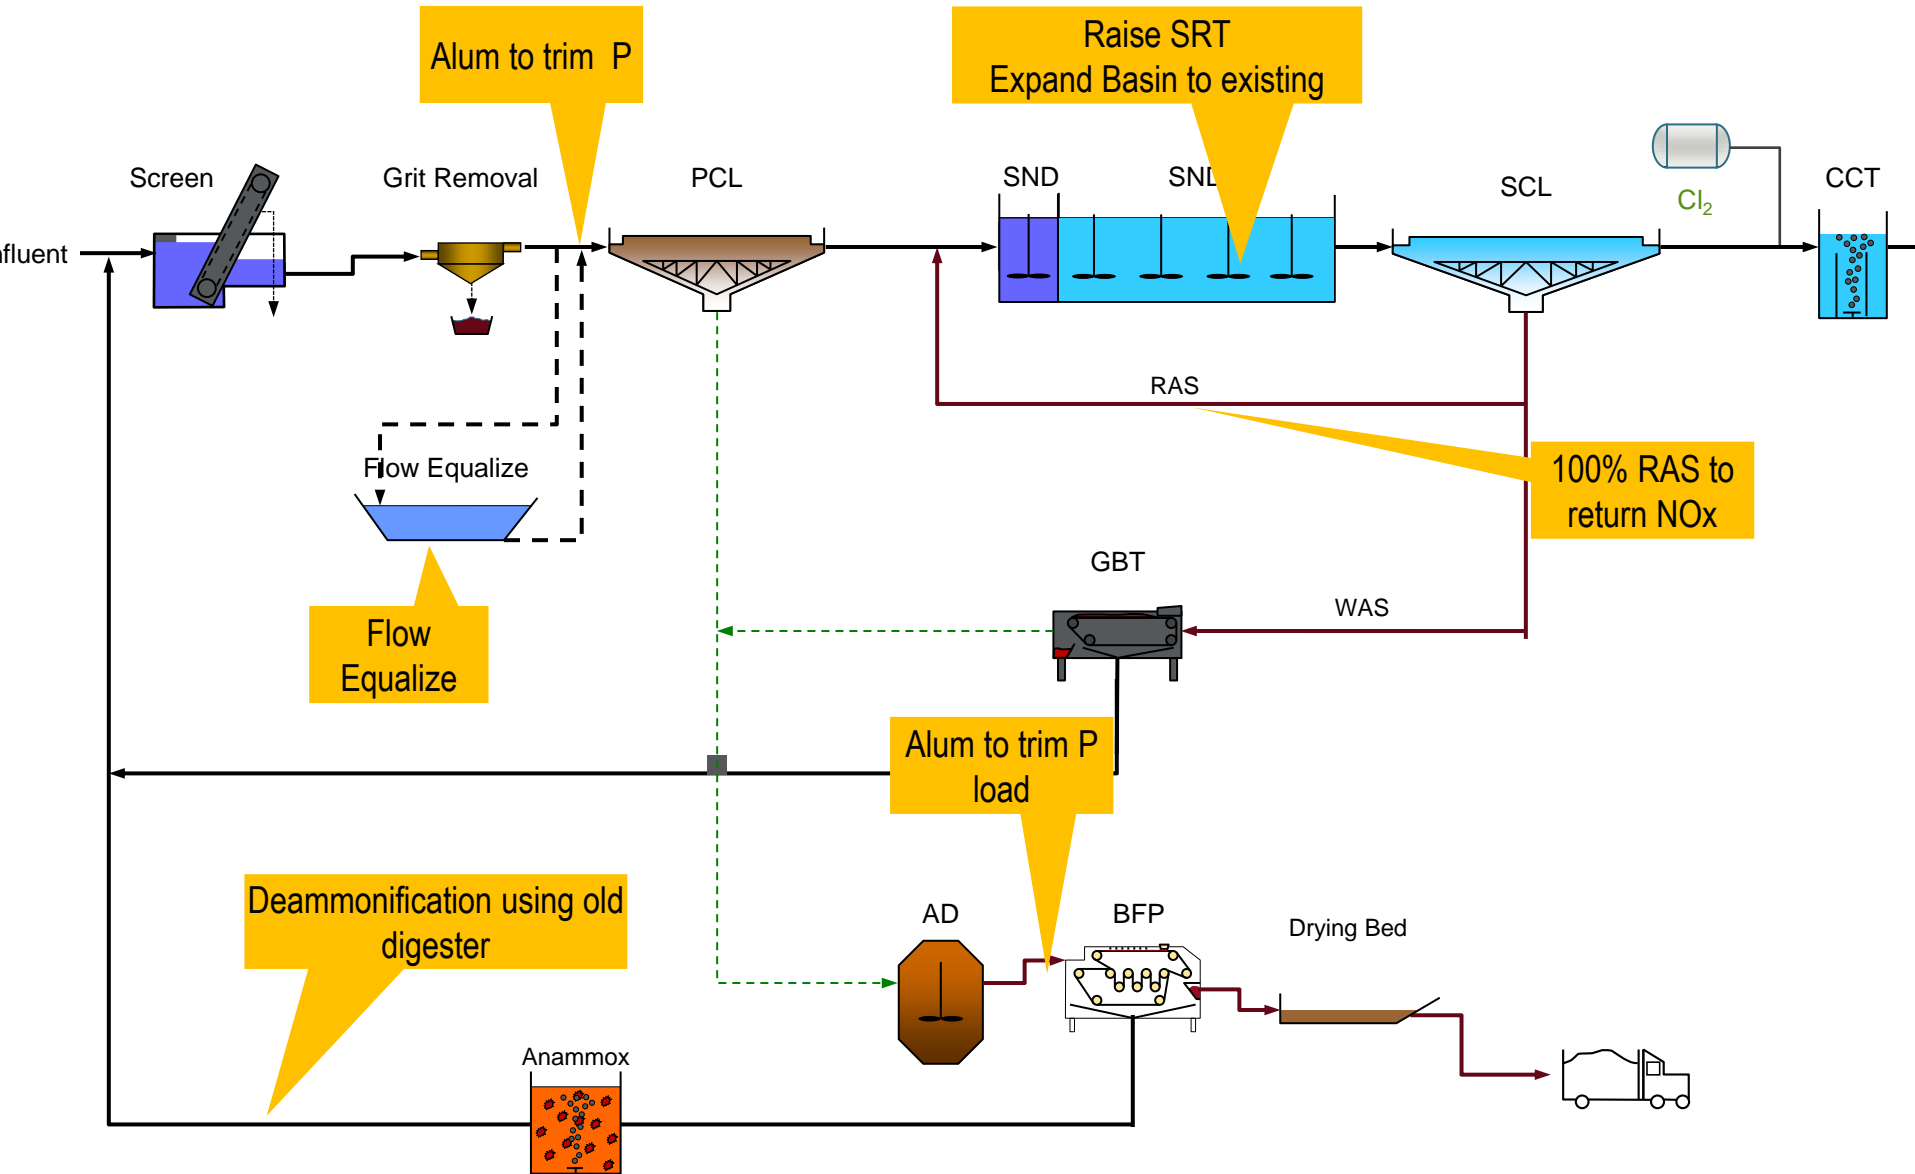 Alum to trim P
Raise SRT
Expand Basin to existing
Screen
Grit Removal
PCL
SND
SND
SCL
Cl₂
CCT
nfluent
RAS
Flow Equalize
100% RAS to
return NOx
GBT
WAS
Flow
Equalize
Alum to trim P
load
Deammonification using old
digester
AD
BFP
Drying Bed
Anammox